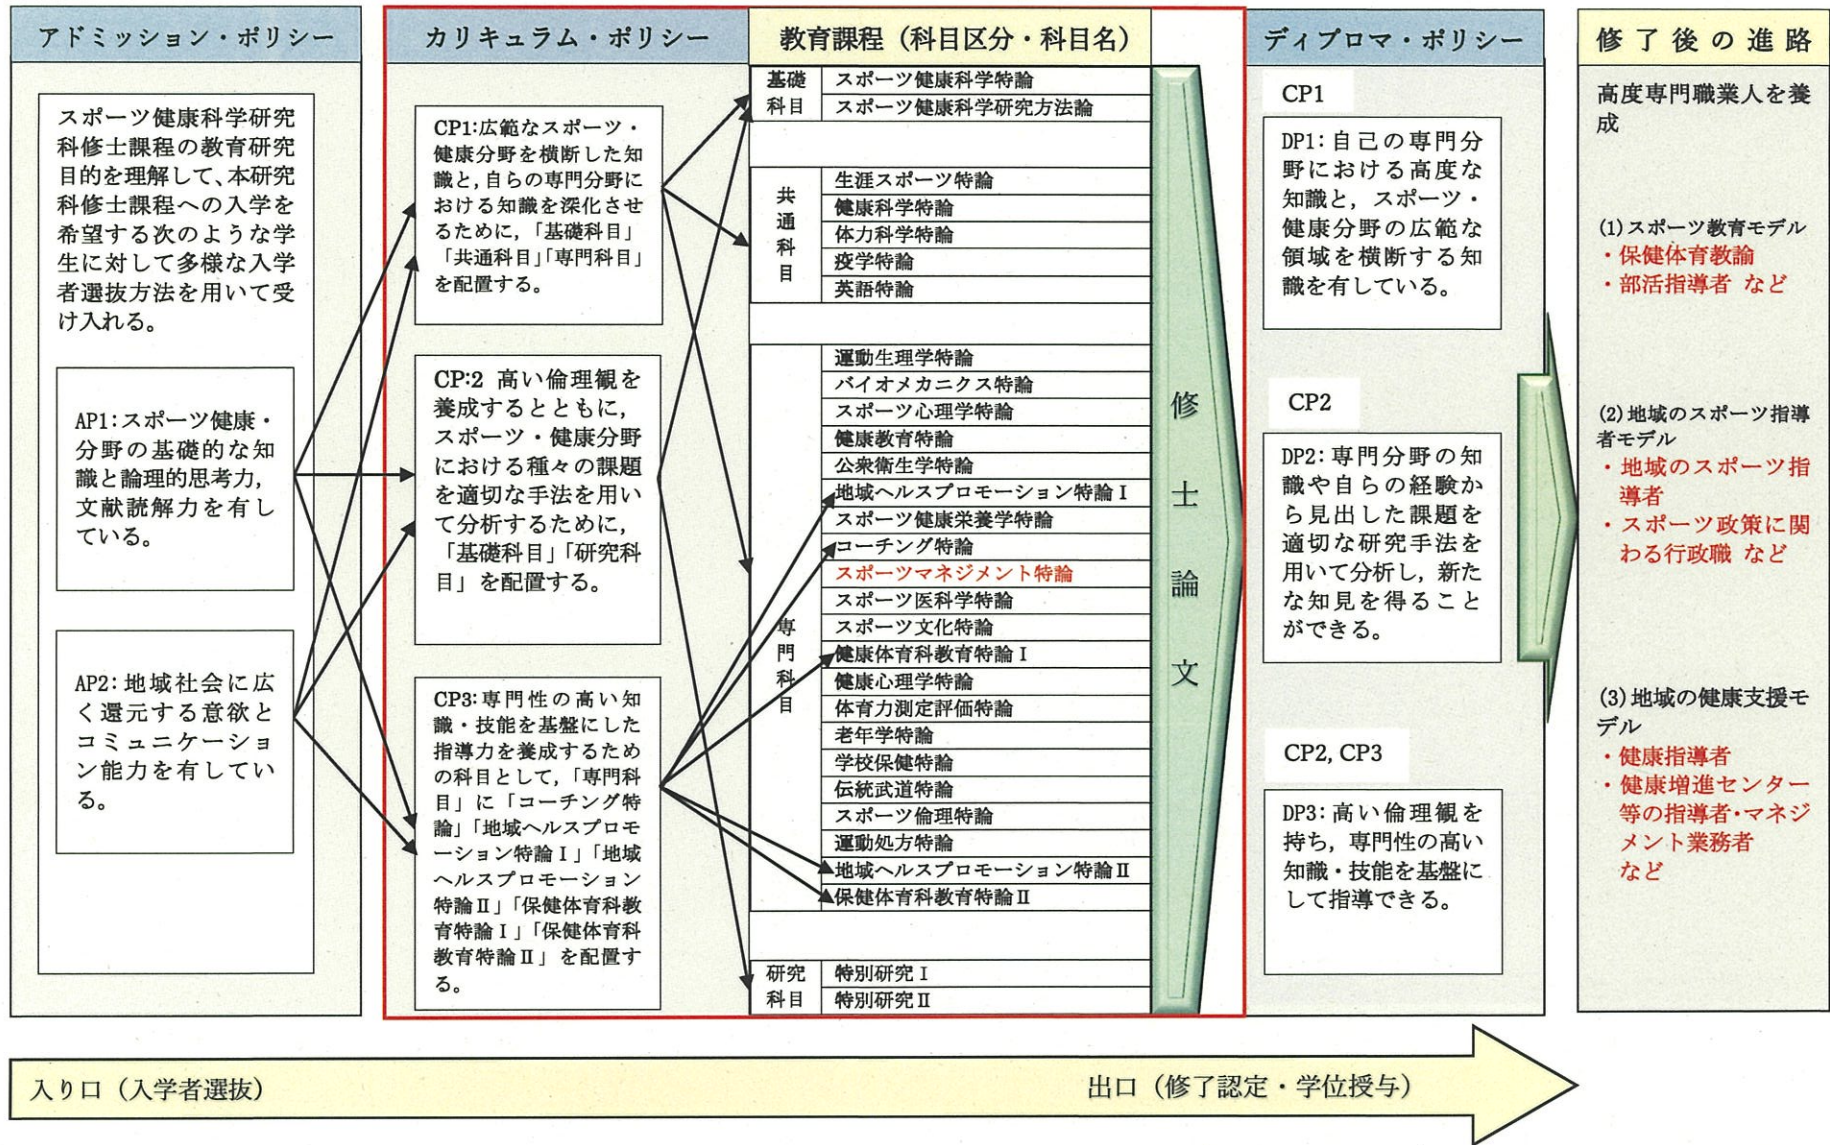 アドミッション・ポリシー
スポーツ健康科学研究
科修士課程の教育研究
目的を理解して、本研究
科修士課程への入学を
希望する次のような学
生に対して多様な入学
者選抜方法を用いて受
け入れる。
AP1:スポーツ健康・
分野の基礎的な知
識と論理的思考力,
文献読解力を有し
ている。
AP2:地域社会に広
く還元する意欲と
コミュニケーショ
ン能力を有してい
る。
カリキュラム・ポリシー
CP1:広範なスポーツ・
健康分野を横断した知
識と,自らの専門分野に
おける知識を深化させ
るために,「基礎科目」
「共通科目」「専門科目」
を配置する。
CP:2 高い倫理観を
養成するとともに,
スポーツ・健康分野
における種々の課題
を適切な手法を用い
て分析するために,
「基礎科目」「研究科
目」を配置する。
CP3:専門性の高い知
識・技能を基盤にした
指導力を養成するため
の科目として,「専門科
目」に「コーチング特
論」「地域ヘルスプロモ
ーション特論Ⅰ」「地域
ヘルスプロモーション
特論Ⅱ」「保健体育科教
育特論Ⅰ」「保健体育科
教育特論Ⅱ」を配置す
る。
教育課程(科目区分・科目名)
基礎
科目
スポーツ健康科学特論
スポーツ健康科学研究方法論
共
通
科
目
生涯スポーツ特論
健康科学特論
体力科学特論
疫学特論
英語特論
専
門
科
目
運動生理学特論
バイオメカニクス特論
スポーツ心理学特論
健康教育特論
公衆衛生学特論
地域ヘルスプロモーション特論Ⅰ
スポーツ健康栄養学特論
コーチング特論
スポーツマネジメント特論
スポーツ医科学特論
スポーツ文化特論
健康体育科教育特論Ⅰ
健康心理学特論
体育力測定評価特論
老年学特論
学校保健特論
伝統武道特論
スポーツ倫理特論
運動処方特論
地域ヘルスプロモーション特論Ⅱ
保健体育科教育特論Ⅱ
研究
科目
特別研究Ⅰ
特別研究Ⅱ
修
士
論
文
ディプロマ・ポリシー
CP1
DP1:自己の専門分
野における高度な
知識と, スポーツ・
健康分野の広範な
領域を横断する知
識を有している。
CP2
DP2:専門分野の知
識や自らの経験か
ら見出した課題を
適切な研究手法を
用いて分析し, 新た
な知見を得ること
ができる。
CP2, CP3
DP3:高い倫理観を
持ち, 専門性の高い
知識・技能を基盤に
して指導できる。
修了後の進路
高度専門職業人を養
成
(1)スポーツ教育モデル
・保健体育教諭
・部活指導者 など
(2)地域のスポーツ指導
者モデル
・地域のスポーツ指
導者
・スポーツ政策に関
わる行政職 など
(3)地域の健康支援モ
デル
・健康指導者
・健康増進センター
等の指導者・マネジ
メント業務者
など
入り口(入学者選抜)
出口(修了認定・学位授与)